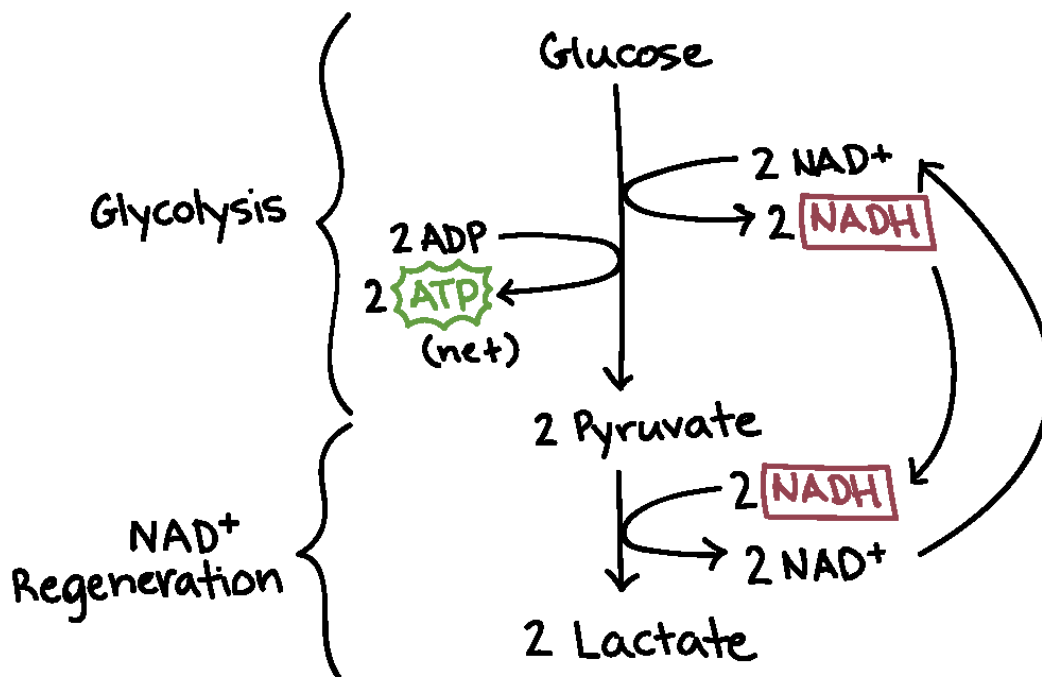 Glucose
2 NAD+
Glycolysis
2 NADH
2 ADP
2 ATP
(net)
2 Pyruvate
2 NADH
NAD+
Regeneration
2 NAD+
2 Lactate